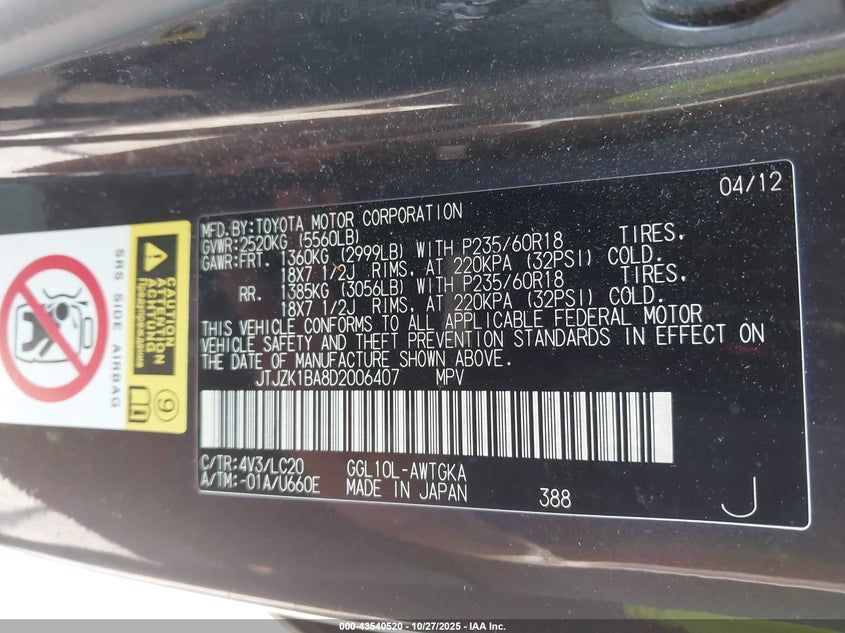 04/12
MFD.BY:TOYOTA MOTOR CORPORATION
GVWR:2520KG (5560LB)
GAWR:FRT. 1360KG (2999LB) WITH P235/60R18 TIRES,
18X7 1/2J RIMS, AT 220KPA (32PSI) COLD.
RR. 1385KG (3056LB) WITH P235/60R18 TIRES,
18X7 1/2J RIMS, AT 220KPA (32PSI) COLD.
THIS VEHICLE CONFORMS TO ALL APPLICABLE FEDERAL MOTOR
VEHICLE SAFETY AND THEFT PREVENTION STANDARDS IN EFFECT ON
THE DATE OF MANUFACTURE SHOWN ABOVE.
JTJZK1BA8D2006407 MPV
C/TR:4V3/LC20 GGL10L-AWTGKA
A/TM:-01A/U660E MADE IN JAPAN 388
J
SRS SIDE AIRBAG
CAUTION
ATTENTION
ACHTUNG
Предупреждение
9
000-43540520 - 10/27/2025 - IAA Inc.